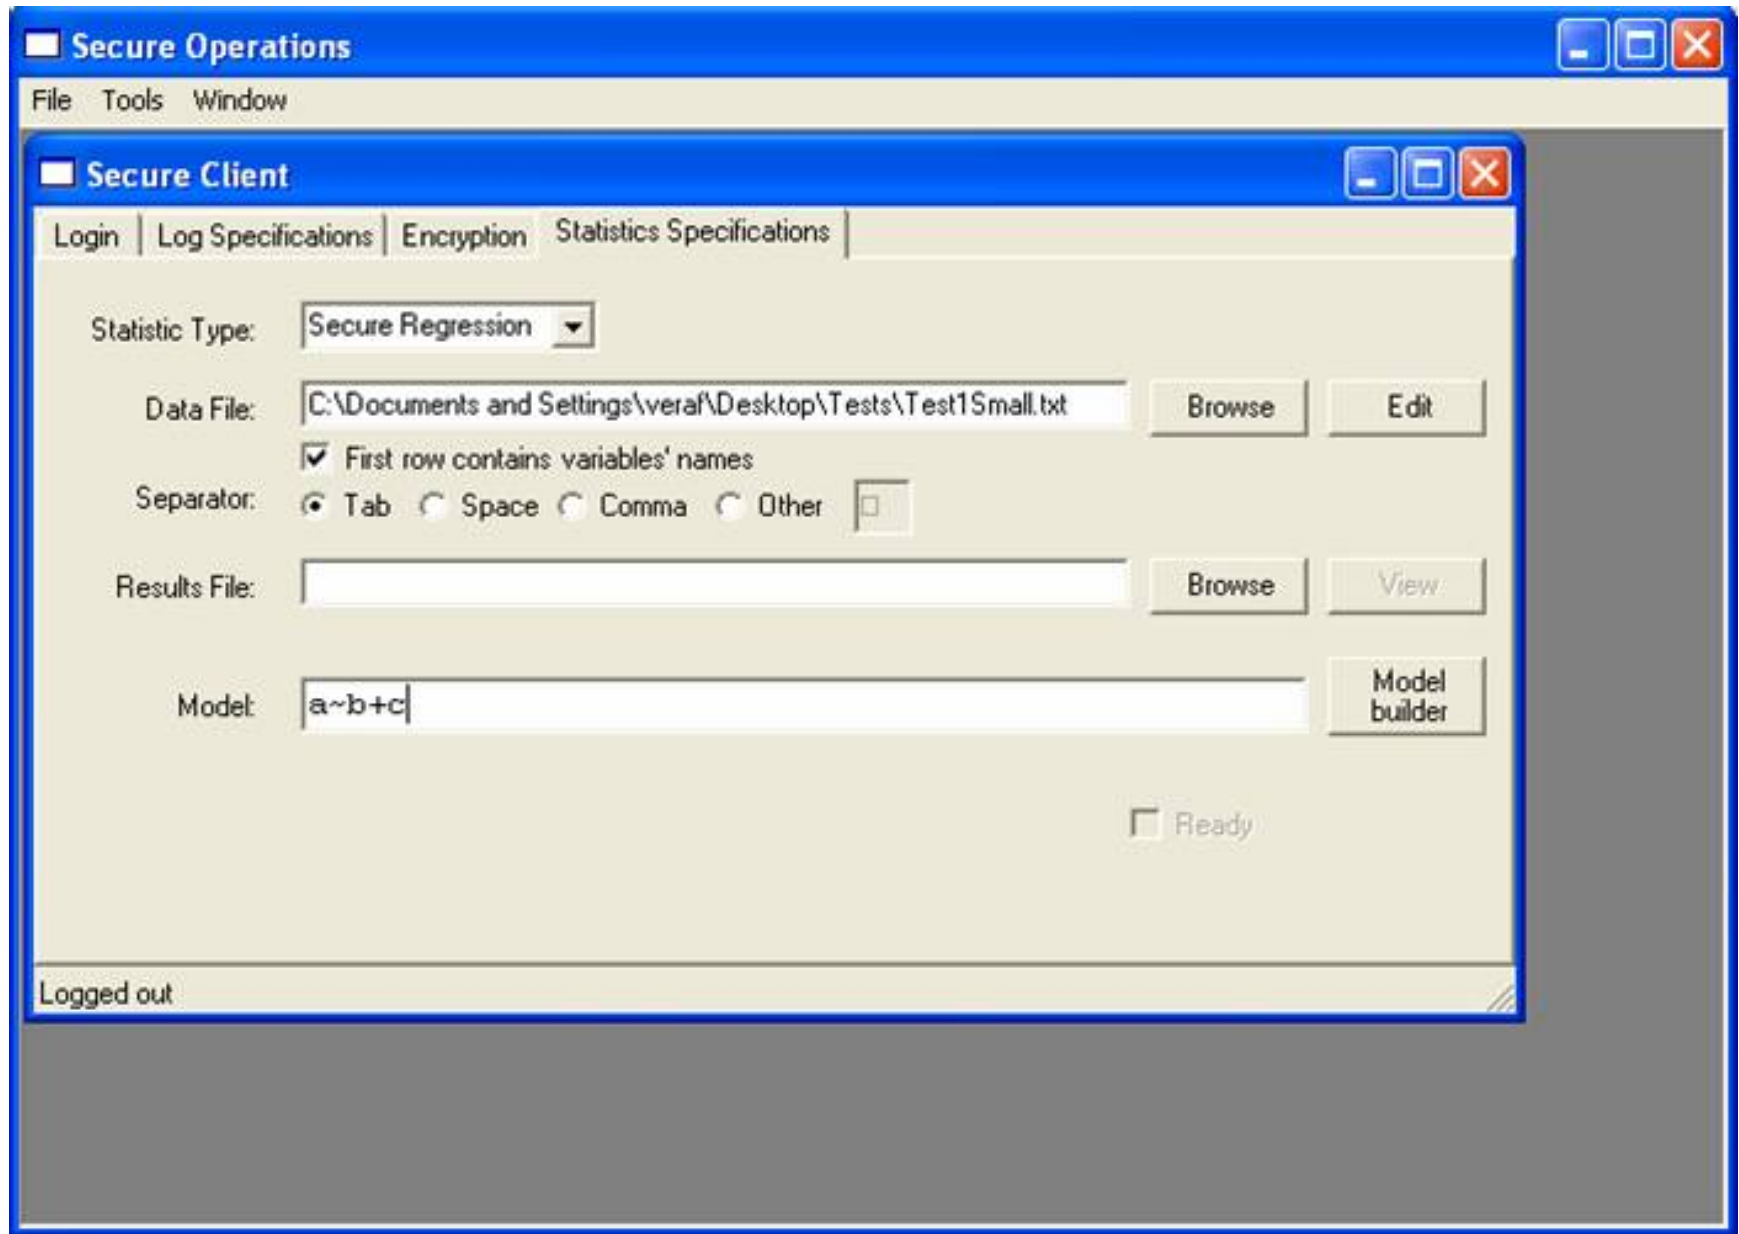 Secure Operations
File Tools Window
Secure Client
Login Log Specifications Encryption Statistics Specifications
Statistic Type: Secure Regression
Data File: C:\Documents and Settings\veraf\Desktop\Tests\Test1Small.txt Browse Edit
First row contains variables' names
Separator: Tab Space Comma Other
Results File: Browse View
Model: a~b+c Model
builder
Ready
Logged out